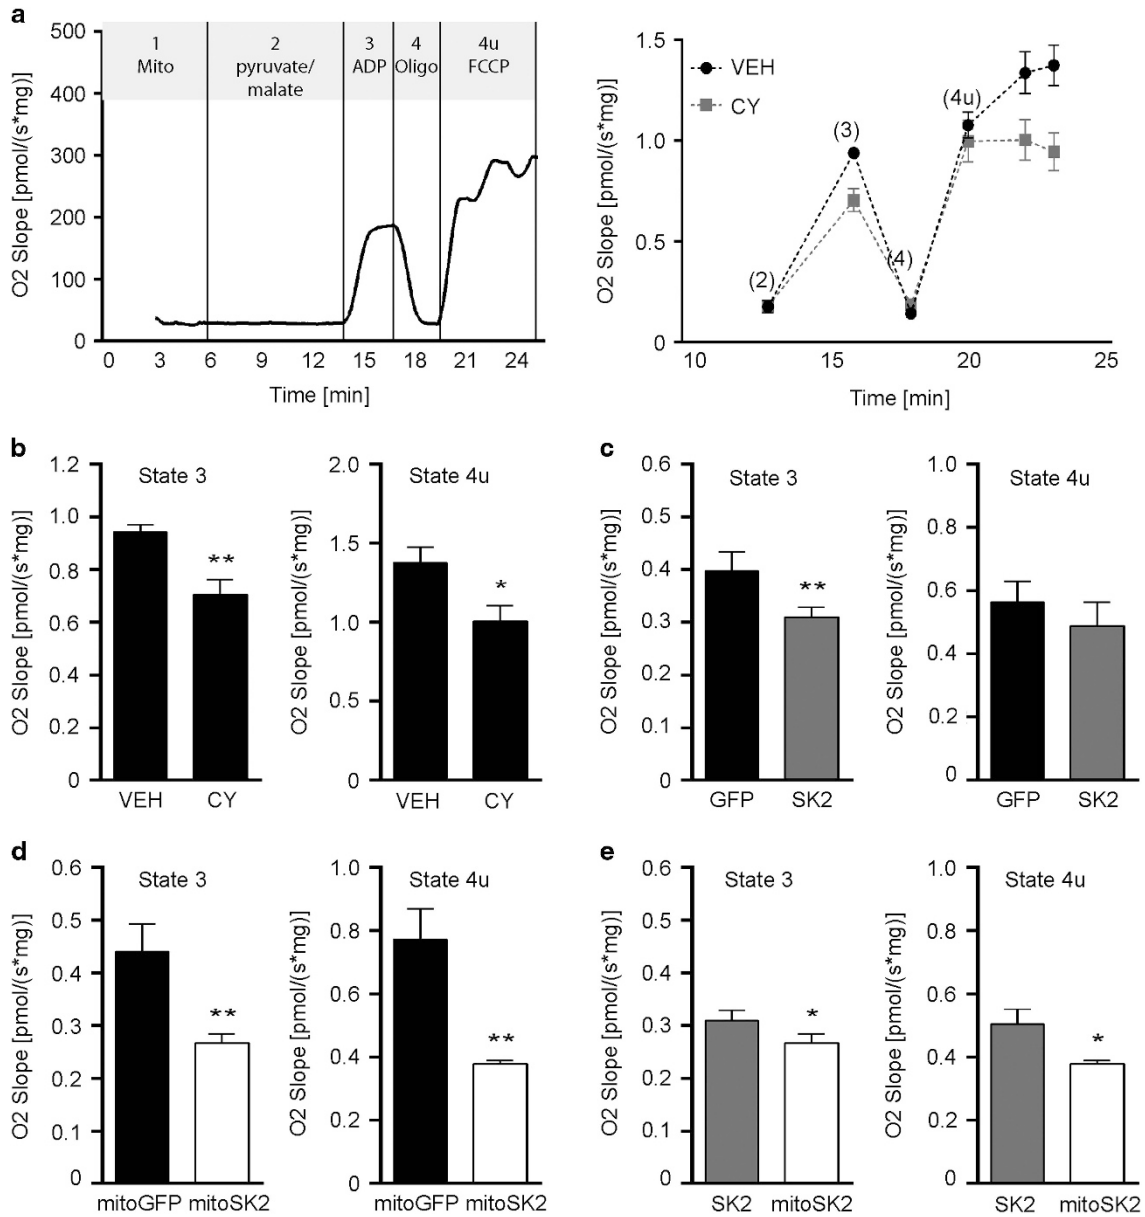 a
500
400
300
200
100
0
O2 Slope [pmol/(s*mg)]
1
Mito
2
pyruvate/
malate
3
ADP
4
Oligo
4u
FCCP
0 3 6 9 12 15 18 21 24
Time [min]
1.5
1.0
0.5
0
O2 Slope [pmol/(s*mg)]
VEH
CY
(2)
(3)
(4)
(4u)
10 15 20 25
Time [min]
b
State 3
1.2
1.0
0.8
0.6
0.4
0.2
0
O2 Slope [pmol/(s*mg)]
**
VEH CY
State 4u
2.0
1.5
1.0
0.5
0
O2 Slope [pmol/(s*mg)]
*
VEH CY
c
State 3
0.6
0.5
0.4
0.3
0.2
0.1
0
O2 Slope [pmol/(s*mg)]
**
GFP SK2
State 4u
1.0
0.8
0.6
0.4
0.2
0
O2 Slope [pmol/(s*mg)]
GFP SK2
d
State 3
0.6
0.5
0.4
0.3
0.2
0.1
0
O2 Slope [pmol/(s*mg)]
**
mitoGFP mitoSK2
State 4u
1.0
0.8
0.6
0.4
0.2
0
O2 Slope [pmol/(s*mg)]
**
mitoGFP mitoSK2
e
State 3
0.6
0.5
0.4
0.3
0.2
0.1
0
O2 Slope [pmol/(s*mg)]
*
SK2 mitoSK2
State 4u
1.0
0.8
0.6
0.4
0.2
0
O2 Slope [pmol/(s*mg)]
*
SK2 mitoSK2